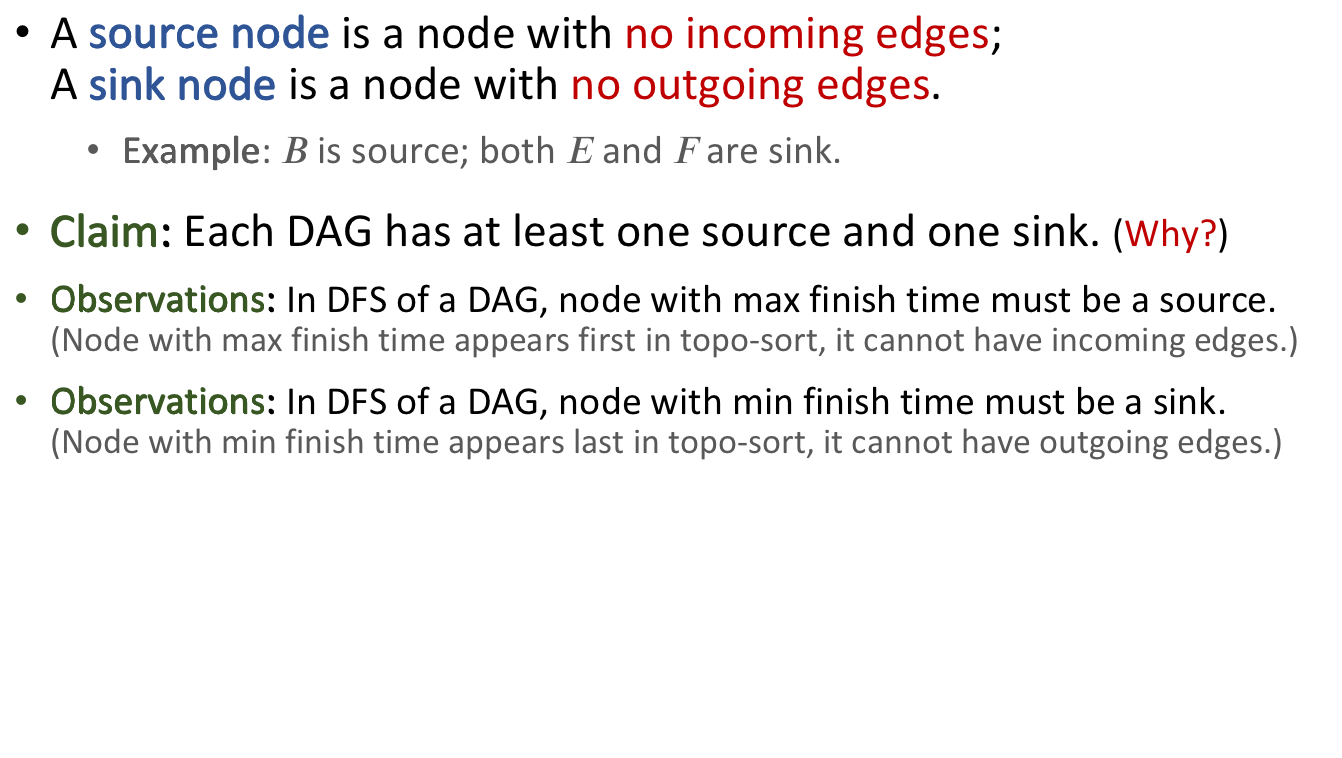 • A source node is a node with no incoming edges;
A sink node is a node with no outgoing edges.
• Example: B is source; both E and F are sink.
• Claim: Each DAG has at least one source and one sink. (Why?)
• Observations: In DFS of a DAG, node with max finish time must be a source.
(Node with max finish time appears first in topo-sort, it cannot have incoming edges.)
• Observations: In DFS of a DAG, node with min finish time must be a sink.
(Node with min finish time appears last in topo-sort, it cannot have outgoing edges.)